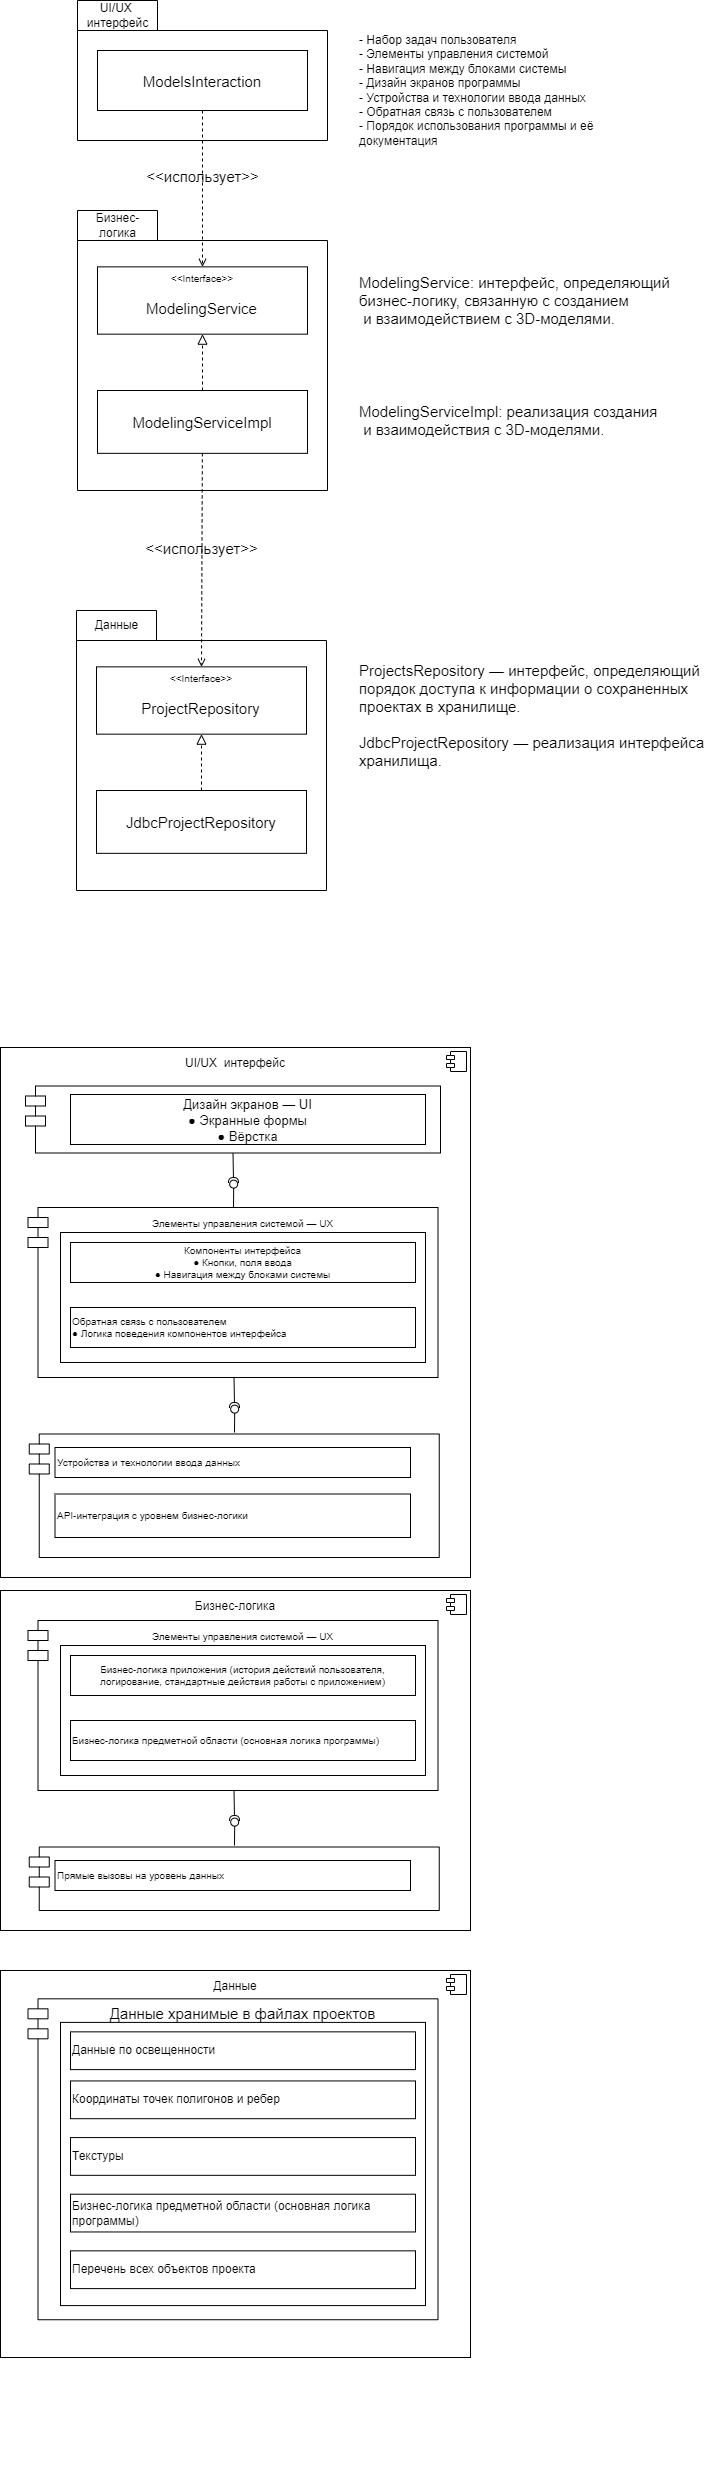 UI/UX
интерфейс
- Набор задач пользователя
- Элементы управления системой
- Навигация между блоками системы
- Дизайн экранов программы
- Устройства и технологии ввода данных
- Обратная связь с пользователем
- Порядок использования программы и её
документация
ModelsInteraction
<<использует>>
Бизнес-
логика
<<Interface>>
ModelingService
ModelingService: интерфейс, определяющий
бизнес-логику, связанную с созданием
и взаимодействием с 3D-моделями.
ModelingServiceImpl
ModelingServiceImpl: реализация создания
и взаимодействия с 3D-моделями.
<<использует>>
Данные
<<Interface>>
ProjectRepository
ProjectsRepository — интерфейс, определяющий
порядок доступа к информации о сохраненных
проектах в хранилище.
JdbcProjectRepository — реализация интерфейса
хранилища.
JdbcProjectRepository
UI/UX интерфейс
Дизайн экранов — UI
● Экранные формы
● Вёрстка
Элементы управления системой — UX
Компоненты интерфейса
● Кнопки, поля ввода
● Навигация между блоками системы
Обратная связь с пользователем
● Логика поведения компонентов интерфейса
Устройства и технологии ввода данных
API-интеграция с уровнем бизнес-логики
Бизнес-логика
Элементы управления системой — UX
Бизнес-логика приложения (история действий пользователя,
логирование, стандартные действия работы с приложением)
Бизнес-логика предметной области (основная логика программы)
Прямые вызовы на уровень данных
Данные
Данные хранимые в файлах проектов
Данные по освещенности
Координаты точек полигонов и ребер
Текстуры
Бизнес-логика предметной области (основная логика
программы)
Перечень всех объектов проекта